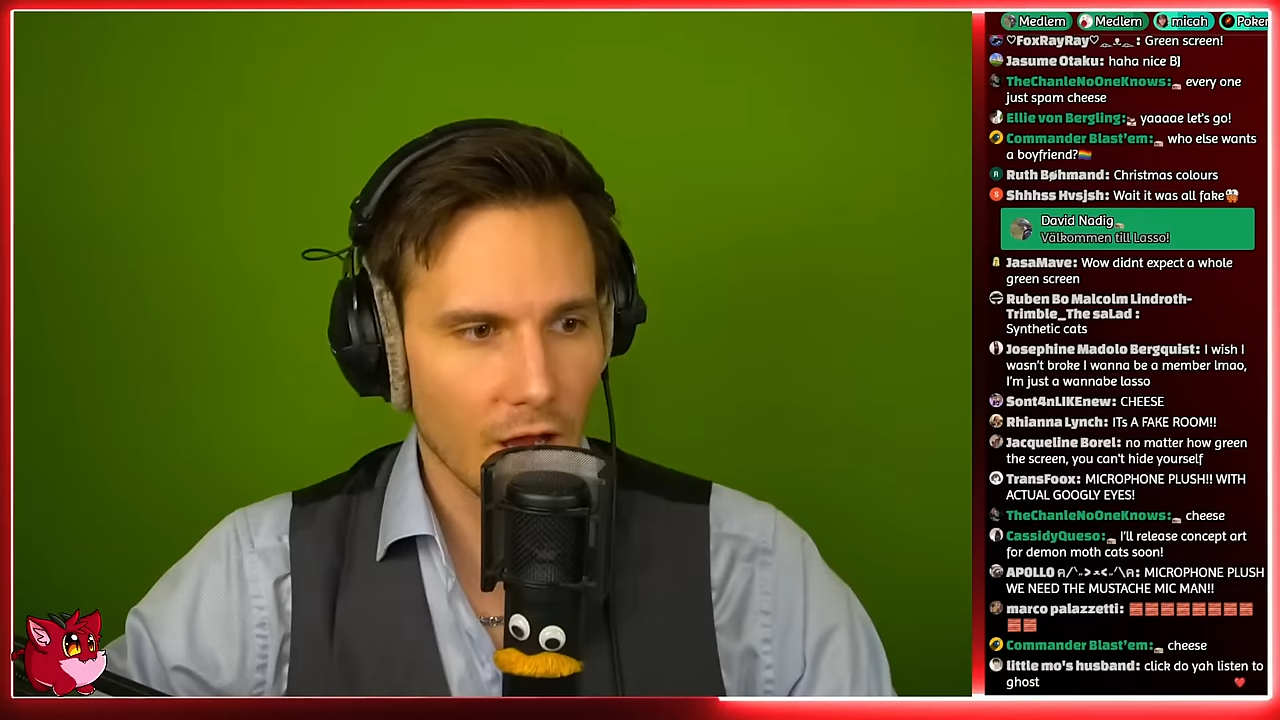 Medlem Medlem micah Poker
♡FoxRayRay♡ : Green screen!
Jasume Otaku: haha nice B]
TheChanleNoOneKnows: every one
just spam cheese
Ellie von Bergling: yaaaae let's go!
Commander Blast'em: who else wants
a boyfriend?🏳️‍🌈
Ruth Bøhmand: Christmas colours
Shhhss Hvsjsh: Wait it was all fake
David Nadig
Välkommen till Lasso!
JasaMave: Wow didnt expect a whole
green screen
Ruben Bo Malcolm Lindroth-
Trimble_The saLad :
Synthetic cats
Josephine Madolo Bergquist: I wish I
wasn't broke I wanna be a member lmao,
I'm just a wannabe lasso
Sont4nLIKEnew: CHEESE
Rhianna Lynch: ITs A FAKE ROOM!!
Jacqueline Borel: no matter how green
the screen, you can't hide yourself
TransFoox: MICROPHONE PLUSH!! WITH
ACTUAL GOOGLY EYES!
TheChanleNoOneKnows: cheese
CassidyQueso: I'll release concept art
for demon moth cats soon!
APOLLO : MICROPHONE PLUSH
WE NEED THE MUSTACHE MIC MAN!!
marco palazzetti: 🧱🧱🧱🧱🧱🧱🧱🧱
🧱🧱
Commander Blast'em: cheese
little mo's husband: click do yah listen to
ghost